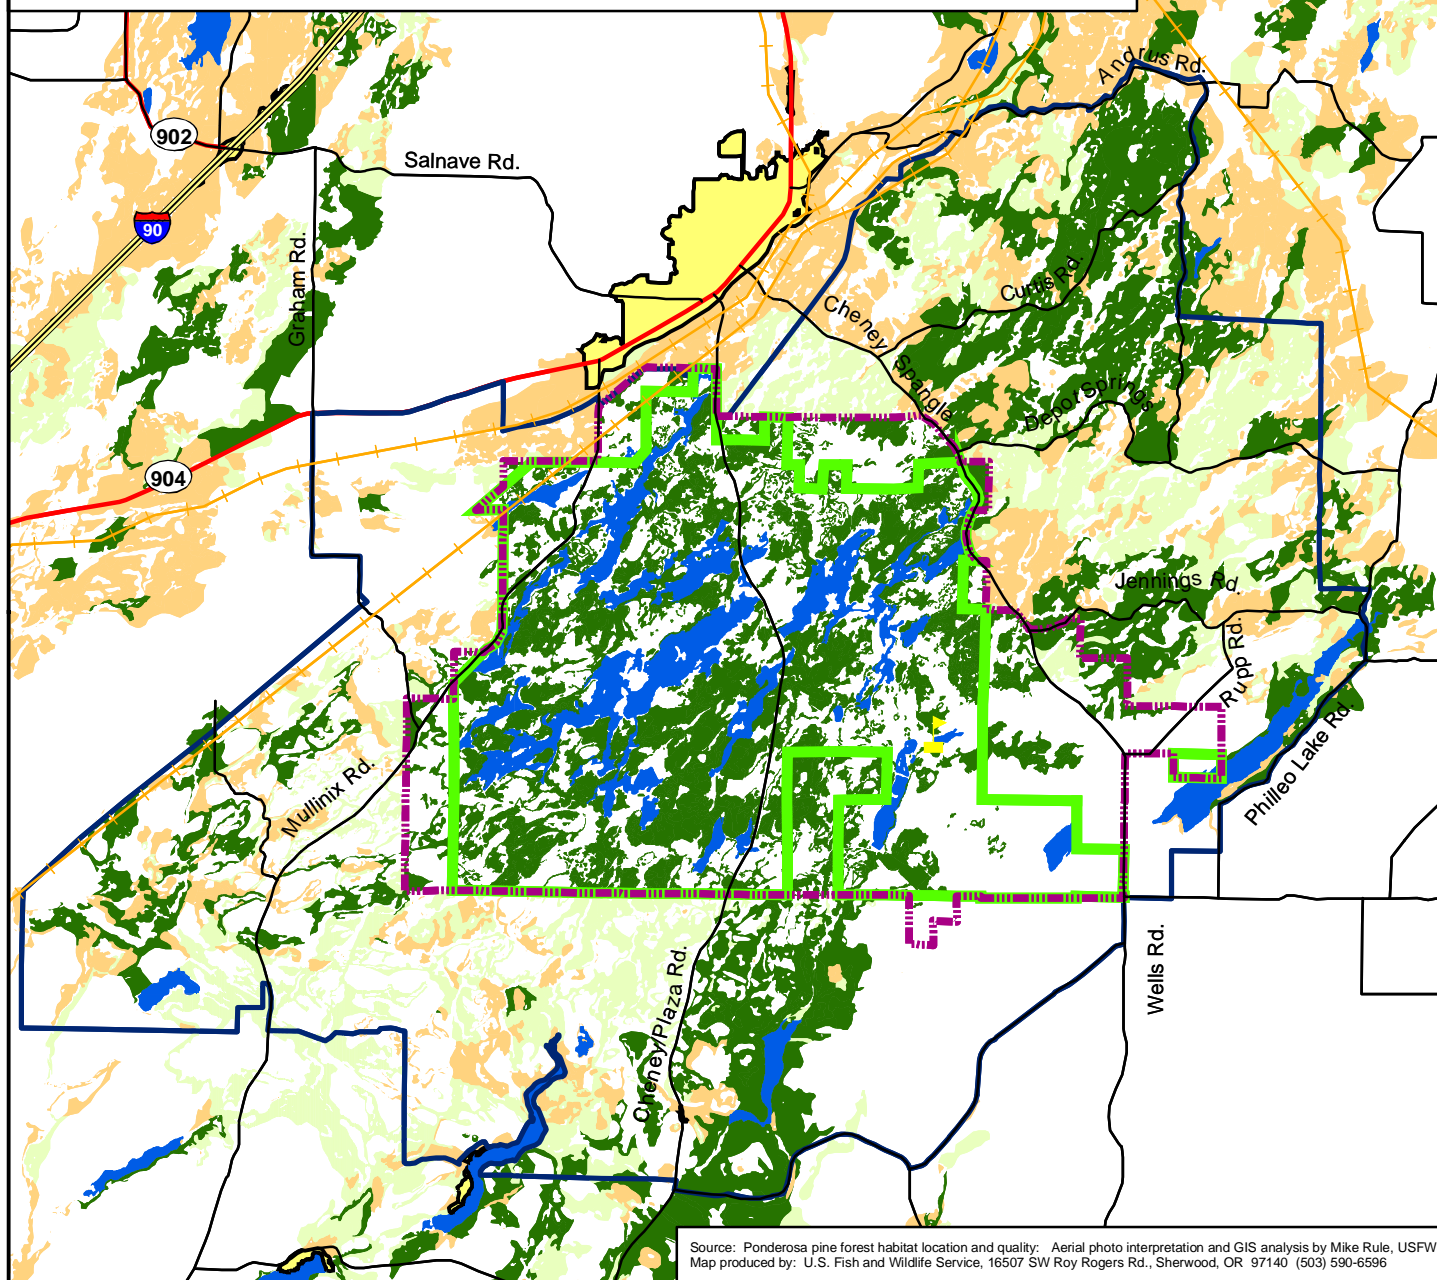 Andrus Rd.
902
Salnave Rd.
90
Graham Rd.
Curtis Rd.
Cheney Spangle
Depot Springs
904
Jennings Rd.
Rupp Rd.
Philleo Lake Rd.
Mullinix Rd.
Cheney/Plaza Rd.
Wells Rd.
Source: Ponderosa pine forest habitat location and quality: Aerial photo interpretation and GIS analysis by Mike Rule, USFW
Map produced by: U.S. Fish and Wildlife Service, 16507 SW Roy Rogers Rd., Sherwood, OR 97140 (503) 590-6596